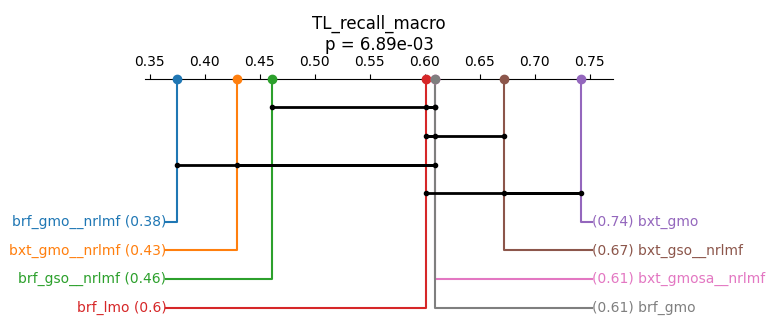 TL_recall_macro
p = 6.89e-03
0.35 0.40 0.45 0.50 0.55 0.60 0.65 0.70 0.75
brf_gmo__nrlmf (0.38)
(0.74) bxt_gmo
bxt_gmo__nrlmf (0.43)
(0.67) bxt_gso__nrlmf
brf_gso__nrlmf (0.46)
(0.61) bxt_gmosa__nrlmf
brf_lmo (0.6)
(0.61) brf_gmo